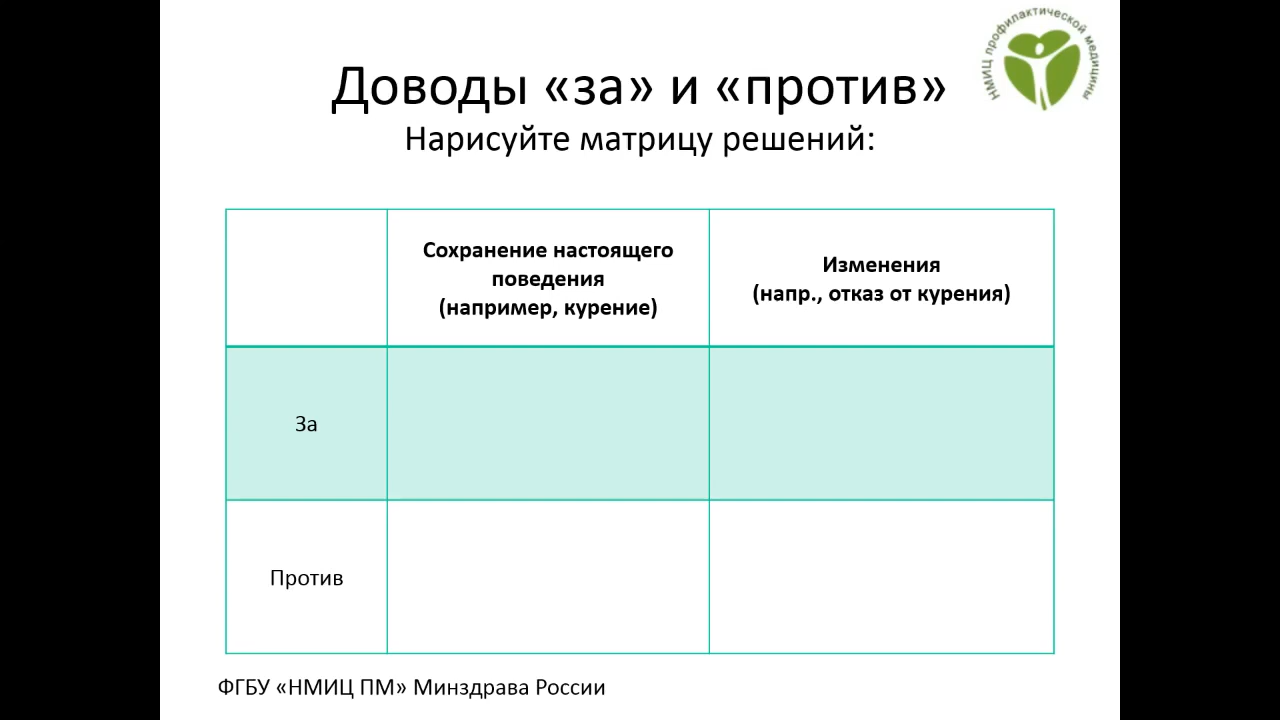 НМИЦ профилактической медицины
Доводы «за» и «против»
Нарисуйте матрицу решений:
Сохранение настоящего
поведения
(например, курение)
Изменения
(напр., отказ от курения)
За
Против
ФГБУ «НМИЦ ПМ» Минздрава России